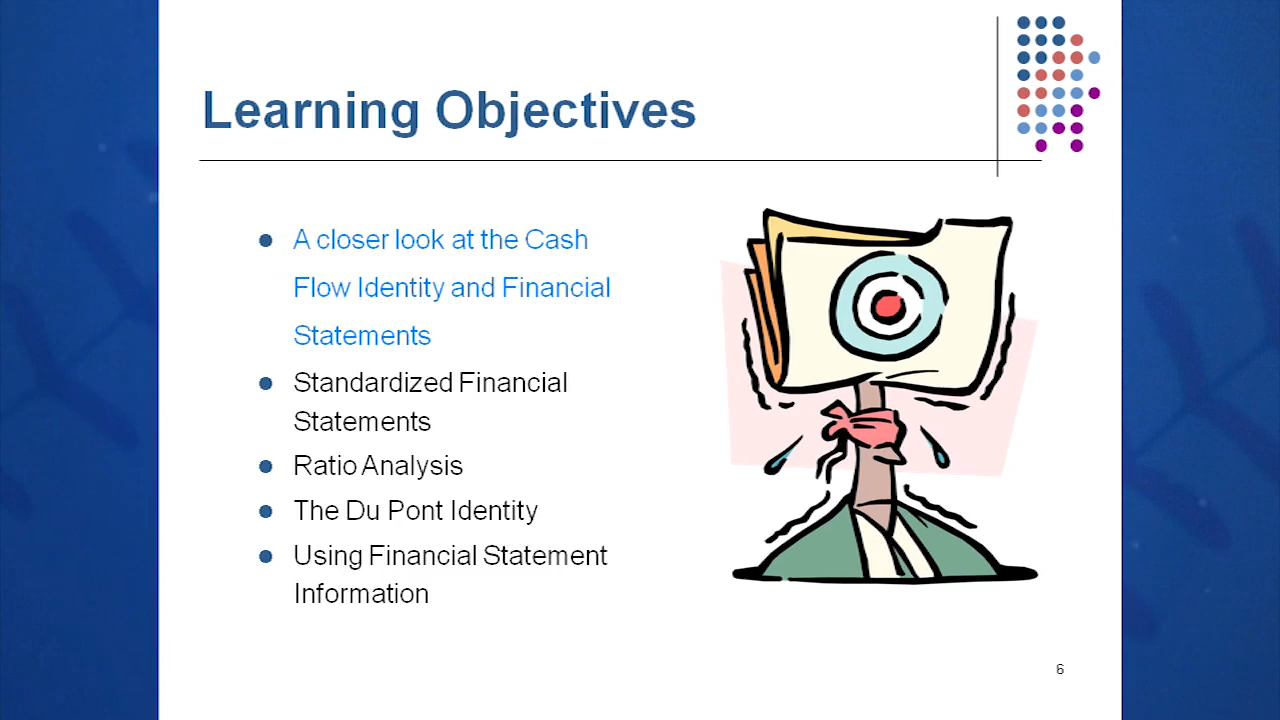 Learning Objectives
A closer look at the Cash
Flow Identity and Financial
Statements
Standardized Financial
Statements
Ratio Analysis
The Du Pont Identity
Using Financial Statement
Information
6